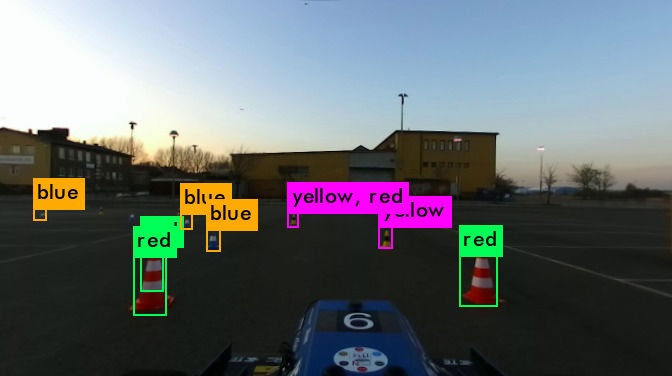 blue
blue
blue
yellow, red
yellow
red
red
6